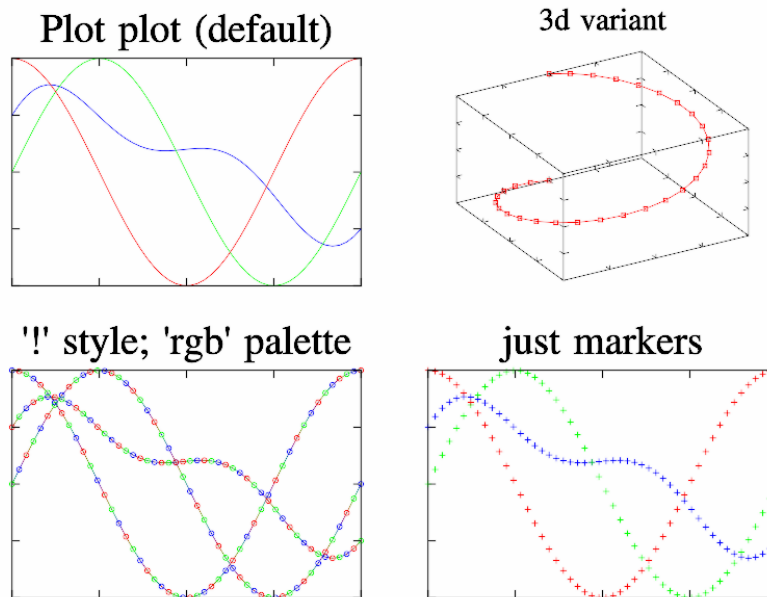 Plot plot (default)
3d variant
'!' style; 'rgb' palette
just markers